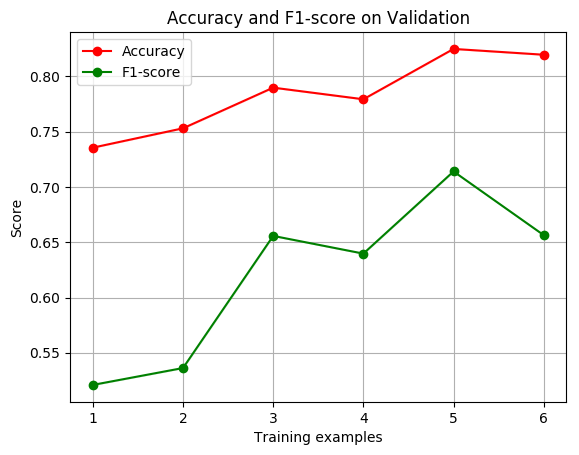 Accuracy and F1-score on Validation
Accuracy
F1-score
0.80
0.75
0.70
0.65
0.60
0.55
Score
1 2 3 4 5 6
Training examples